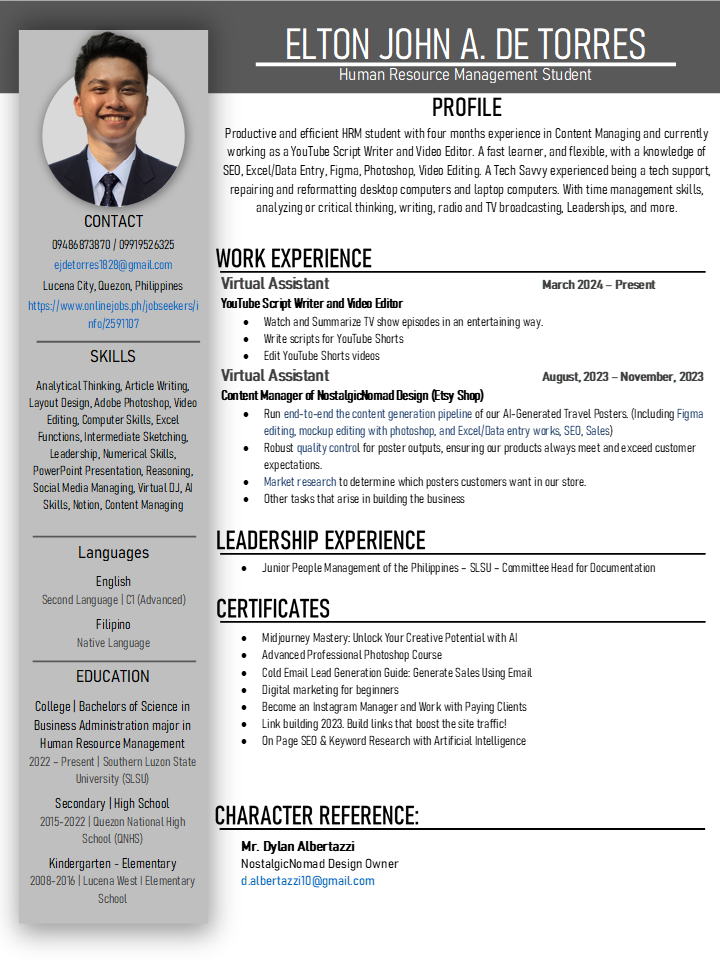 ELTON JOHN A. DE TORRES
Human Resource Management Student
CONTACT
09486873870 / 09919526325
ejdetorres1828@gmail.com
Lucena City, Quezon, Philippines
https://www.onlinejobs.ph/jobseekers/i
nfo/2591107
SKILLS
Analytical Thinking, Article Writing,
Layout Design, Adobe Photoshop, Video
Editing, Computer Skills, Excel
Functions, Intermediate Sketching,
Leadership, Numerical Skills,
PowerPoint Presentation, Reasoning,
Social Media Managing, Virtual DJ, AI
Skills, Notion, Content Managing
Languages
English
Second Language | C1 (Advanced)
Filipino
Native Language
EDUCATION
College | Bachelors of Science in
Business Administration major in
Human Resource Management
2022 – Present | Southern Luzon State
University (SLSU)
Secondary | High School
2015-2022 | Quezon National High
School (QNHS)
Kindergarten - Elementary
2008-2016 | Lucena West I Elementary
School
PROFILE
Productive and efficient HRM student with four months experience in Content Managing and currently
working as a YouTube Script Writer and Video Editor. A fast learner, and flexible, with a knowledge of
SEO, Excel/Data Entry, Figma, Photoshop, Video Editing. A Tech Savvy experienced being a tech support,
repairing and reformatting desktop computers and laptop computers. With time management skills,
analyzing or critical thinking, writing, radio and TV broadcasting, Leaderships, and more.
WORK EXPERIENCE
Virtual Assistant March 2024 – Present
YouTube Script Writer and Video Editor
• Watch and Summarize TV show episodes in an entertaining way.
• Write scripts for YouTube Shorts
• Edit YouTube Shorts videos
Virtual Assistant August, 2023 – November, 2023
Content Manager of NostalgicNomad Design (Etsy Shop)
• Run end-to-end the content generation pipeline of our AI-Generated Travel Posters. (Including Figma
editing, mockup editing with photoshop, and Excel/Data entry works, SEO, Sales)
• Robust quality control for poster outputs, ensuring our products always meet and exceed customer
expectations.
• Market research to determine which posters customers want in our store.
• Other tasks that arise in building the business
LEADERSHIP EXPERIENCE
• Junior People Management of the Philippines – SLSU – Committee Head for Documentation
CERTIFICATES
• Midjourney Mastery: Unlock Your Creative Potential with AI
• Advanced Professional Photoshop Course
• Cold Email Lead Generation Guide: Generate Sales Using Email
• Digital marketing for beginners
• Become an Instagram Manager and Work with Paying Clients
• Link building 2023. Build links that boost the site traffic!
• On Page SEO & Keyword Research with Artificial Intelligence
CHARACTER REFERENCE:
Mr. Dylan Albertazzi
NostalgicNomad Design Owner
d.albertazzi10@gmail.com